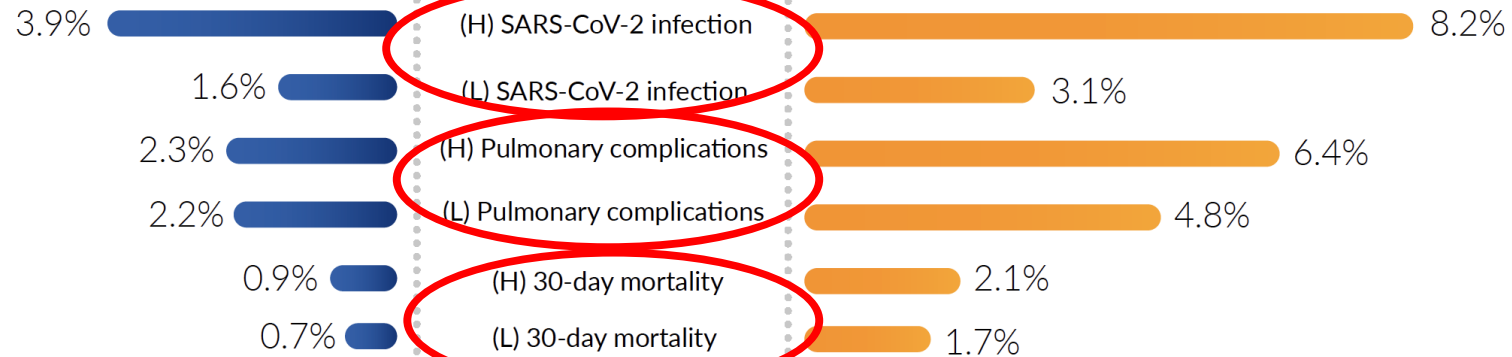 3.9% (H) SARS-CoV-2 infection 8.2%
1.6% (L) SARS-CoV-2 infection 3.1%
2.3% (H) Pulmonary complications 6.4%
2.2% (L) Pulmonary complications 4.8%
0.9% (H) 30-day mortality 2.1%
0.7% (L) 30-day mortality 1.7%